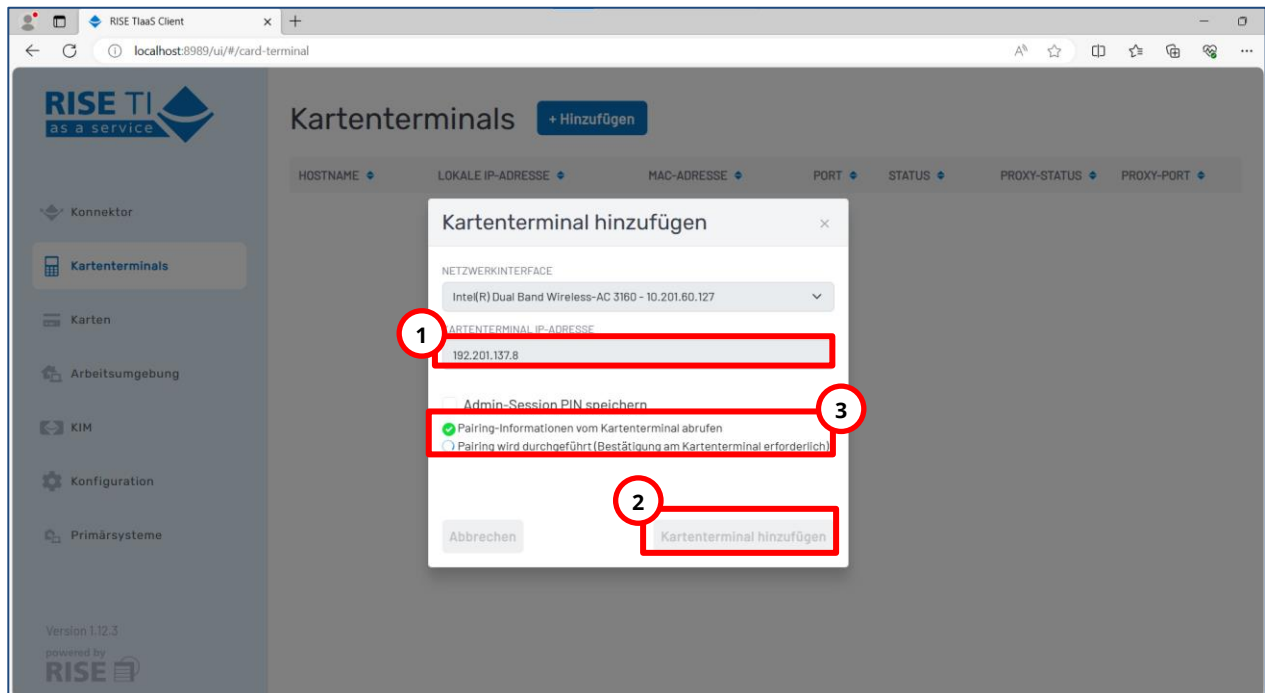 RISE TIaaS Client
localhost:8989/ui/#/card-terminal
RISE TI
as a service
Kartenterminals
+ Hinzufügen
HOSTNAME LOKALE IP-ADRESSE MAC-ADRESSE PORT STATUS PROXY-STATUS PROXY-PORT
Konnektor
Kartenterminals
Karten
Arbeitsumgebung
KIM
Konfiguration
Primärsysteme
Version 1.12.3
powered by
RISE
Kartenterminal hinzufügen
NETZWERKINTERFACE
Intel(R) Dual Band Wireless-AC 3160 - 10.201.60.127
1
KARTENTERMINAL IP-ADRESSE
192.201.137.8
Admin-Session PIN speichern
3
Pairing-Informationen vom Kartenterminal abrufen
Pairing wird durchgeführt (Bestätigung am Kartenterminal erforderlich)
2
Abbrechen
Kartenterminal hinzufügen